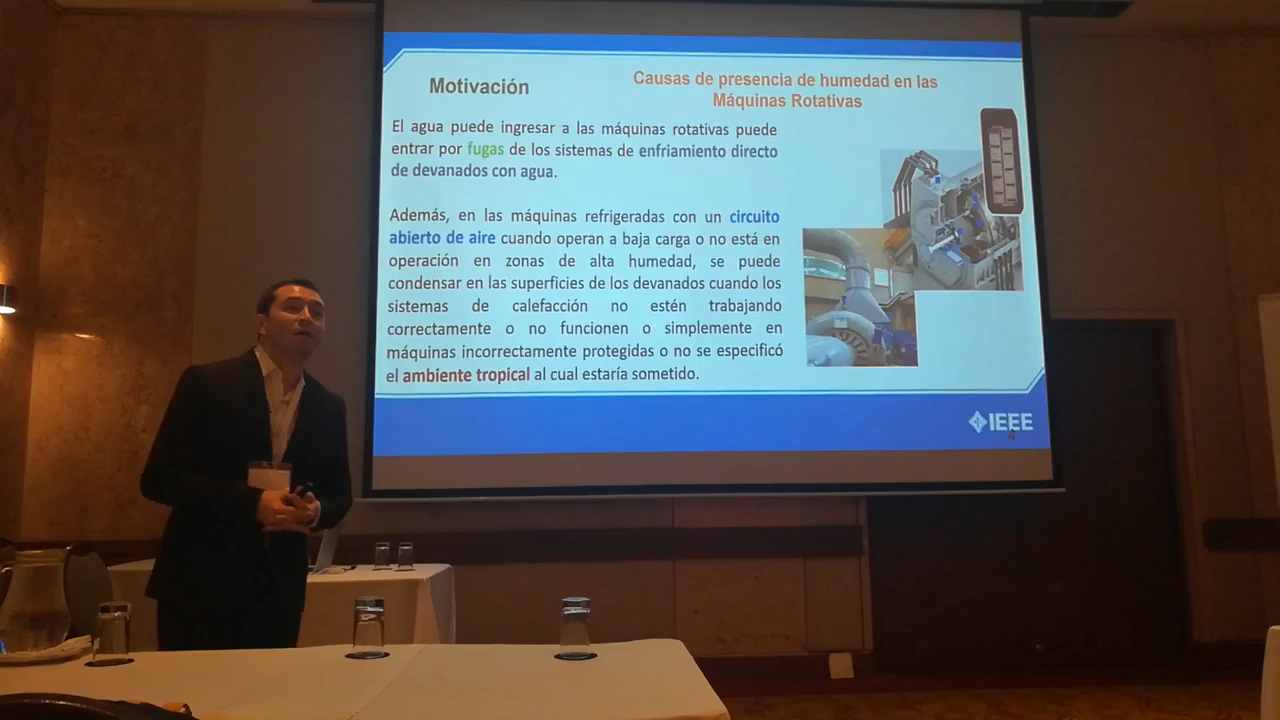 Motivación
Causas de presencia de humedad en las
Máquinas Rotativas
El agua puede ingresar a las máquinas rotativas puede
entrar por fugas de los sistemas de enfriamiento directo
de devanados con agua.
Además, en las máquinas refrigeradas con un circuito
abierto de aire cuando operan a baja carga o no está en
operación en zonas de alta humedad, se puede
condensar en las superficies de los devanados cuando los
sistemas de calefacción no estén trabajando
correctamente o no funcionen o simplemente en
máquinas incorrectamente protegidas o no se especificó
el ambiente tropical al cual estaría sometido.
IEEE
4